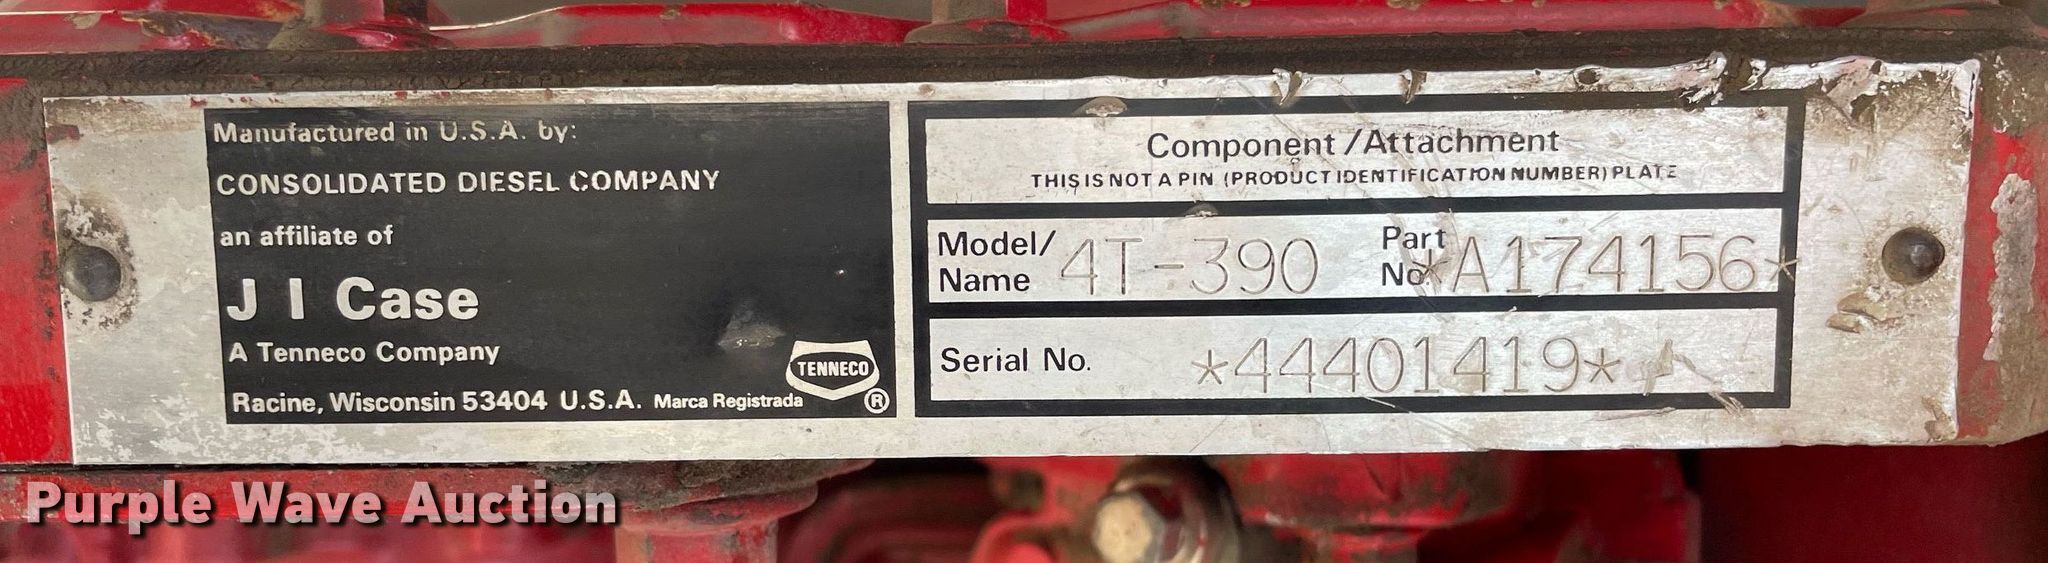 Manufactured in U.S.A. by:
CONSOLIDATED DIESEL COMPANY
an affiliate of
J I Case
A Tenneco Company
TENNECO
Racine, Wisconsin 53404 U.S.A. Marca Registrada ®
Component/Attachment
THIS IS NOT A PIN (PRODUCT IDENTIFICATION NUMBER) PLATE
Model/ Name 4T-390 Part No. *A174156*
Serial No. *44401419*
Purple Wave Auction